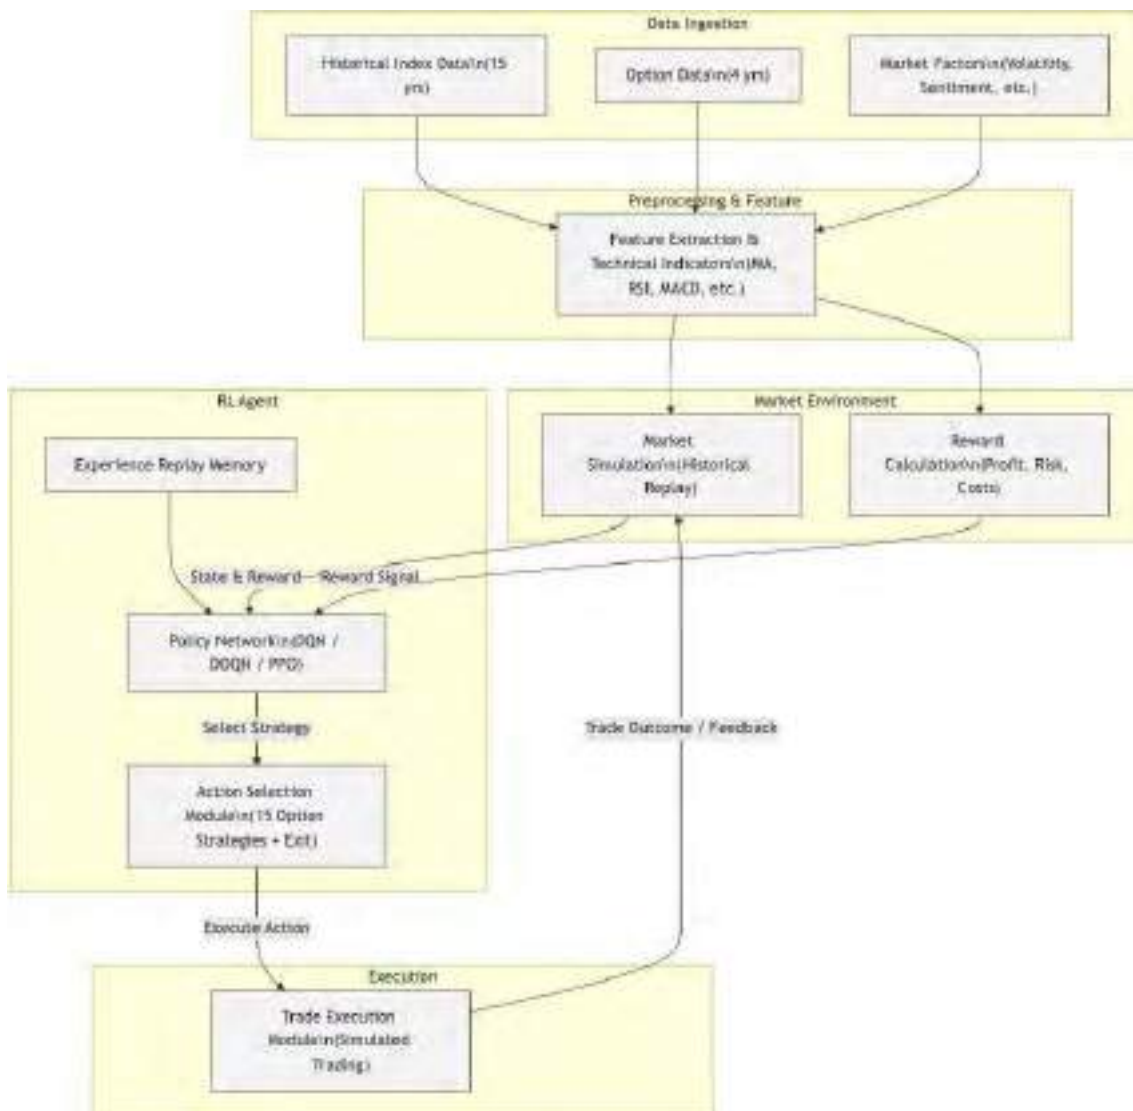 Data Ingestion
Historical Index Data\n(15
yrs)
Option Data\n(4 yrs)
Market Factors\n(Volatility,
Sentiment, etc.)
Preprocessing & Feature
Feature Extraction &
Technical Indicators\n(MA,
RSI, MACD, etc.)
RL Agent
Market Environment
Experience Replay Memory
Market
Simulation\n(Historical
Replay)
Reward
Calculation\n(Profit, Risk,
Costs)
State & Reward
Reward Signal
Policy Network\n(DQN /
DDQN / PPO)
Select Strategy
Trade Outcome / Feedback
Action Selection
Module\n(15 Option
Strategies + Exit)
Execute Action
Execution
Trade Execution
Module\n(Simulated
Trading)